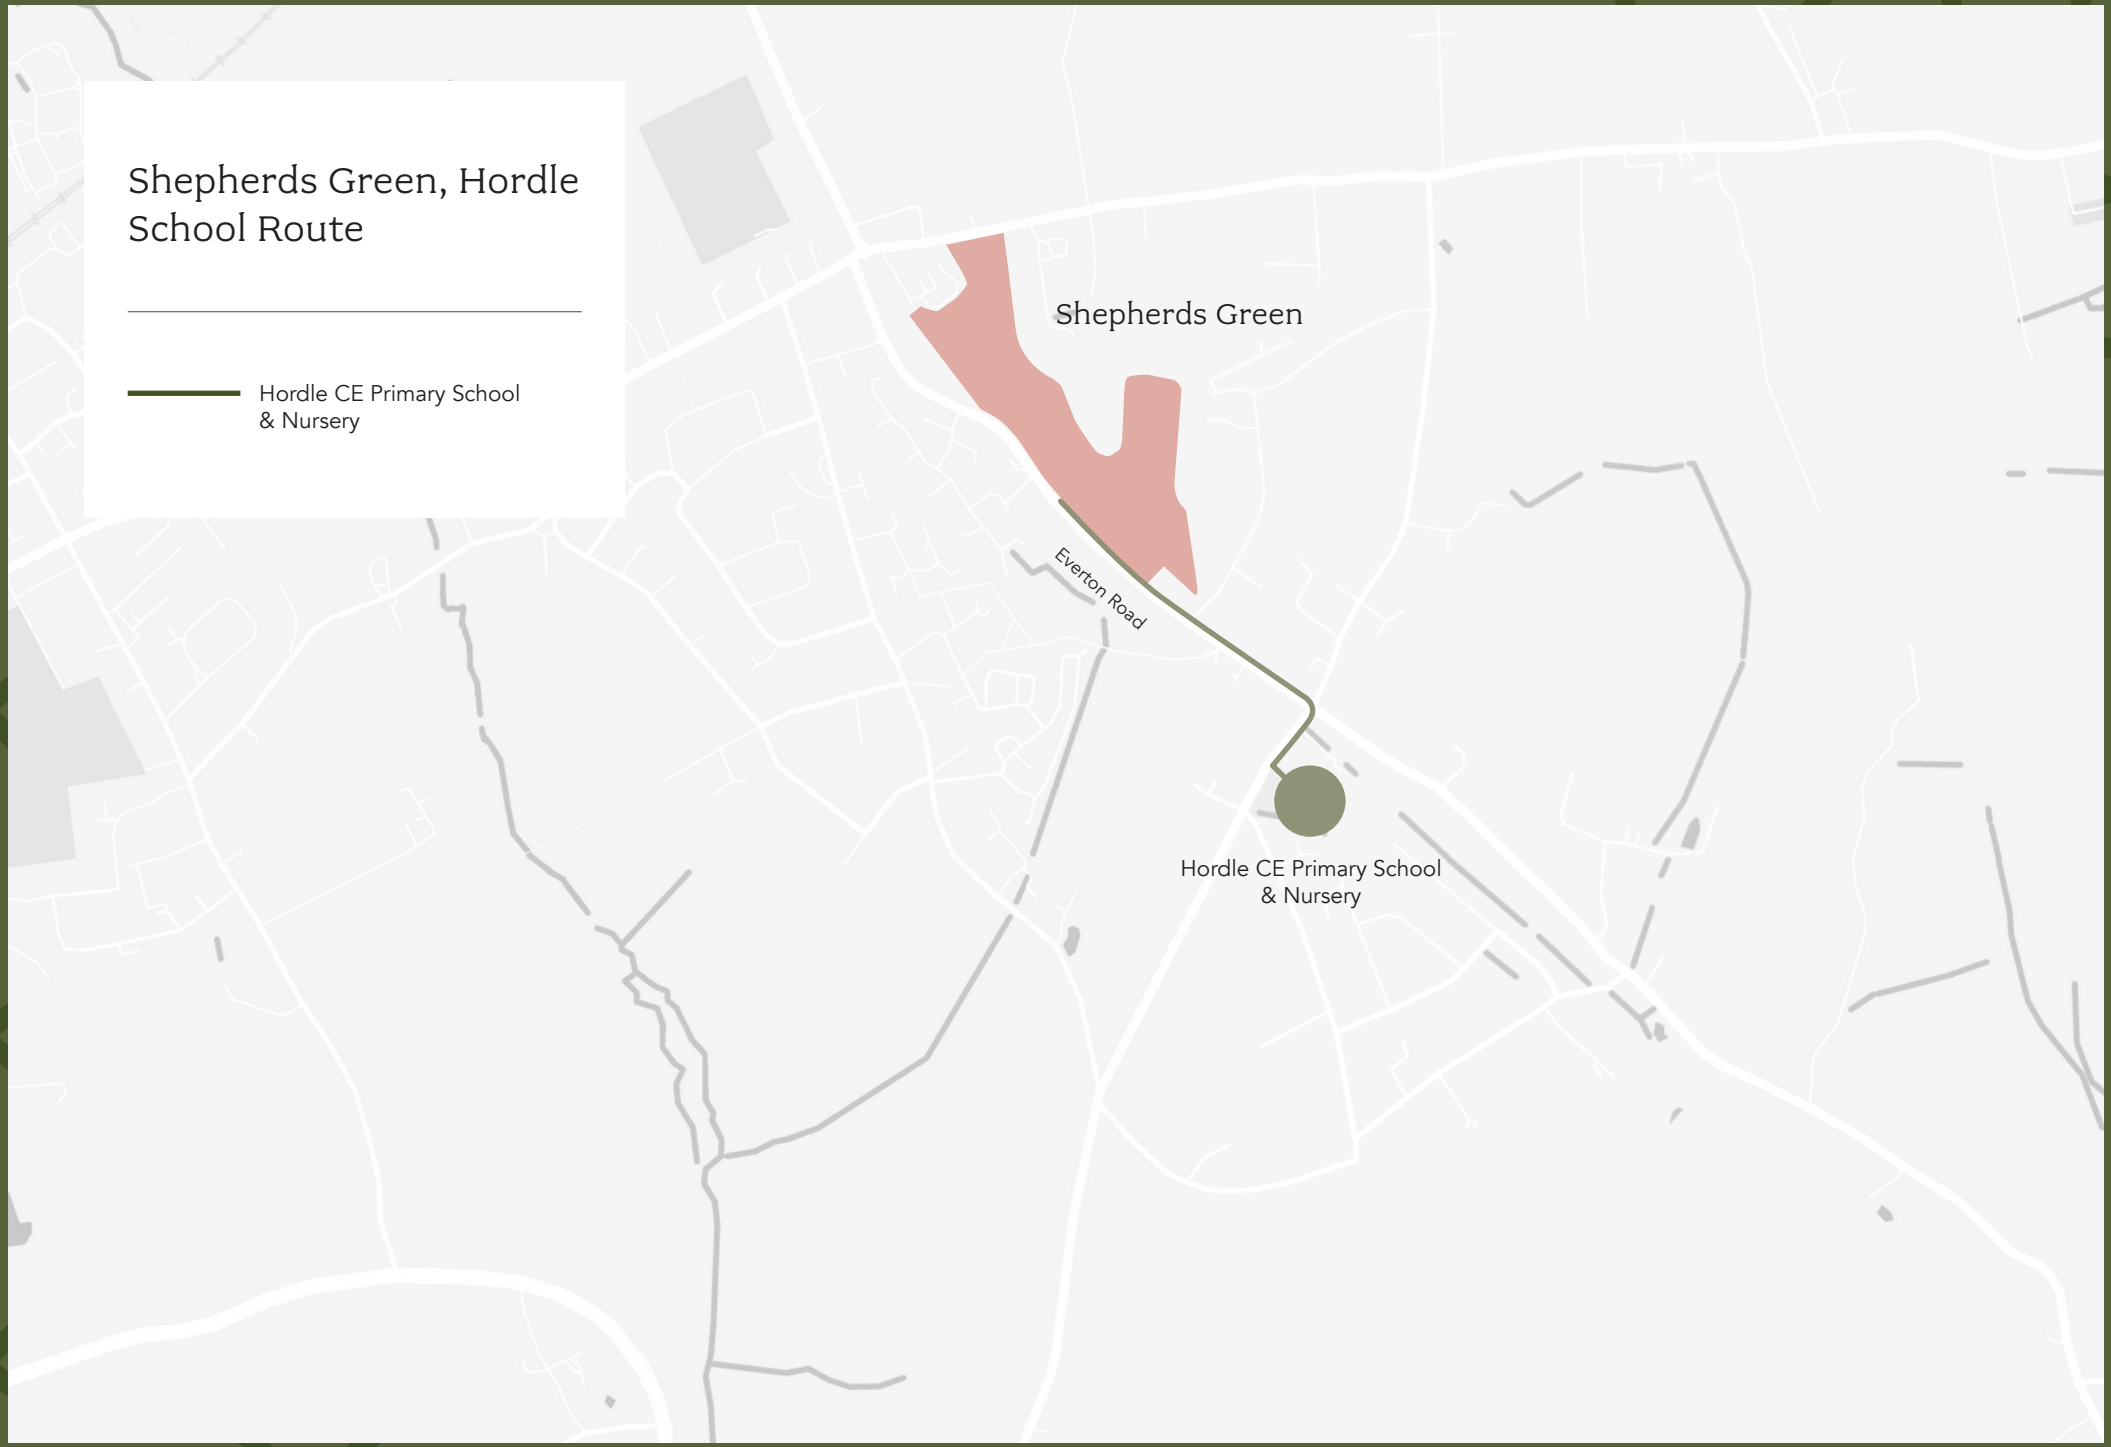 Shepherds Green, Hordle
School Route
Hordle CE Primary School
& Nursery
Shepherds Green
Everton Road
Hordle CE Primary School
& Nursery